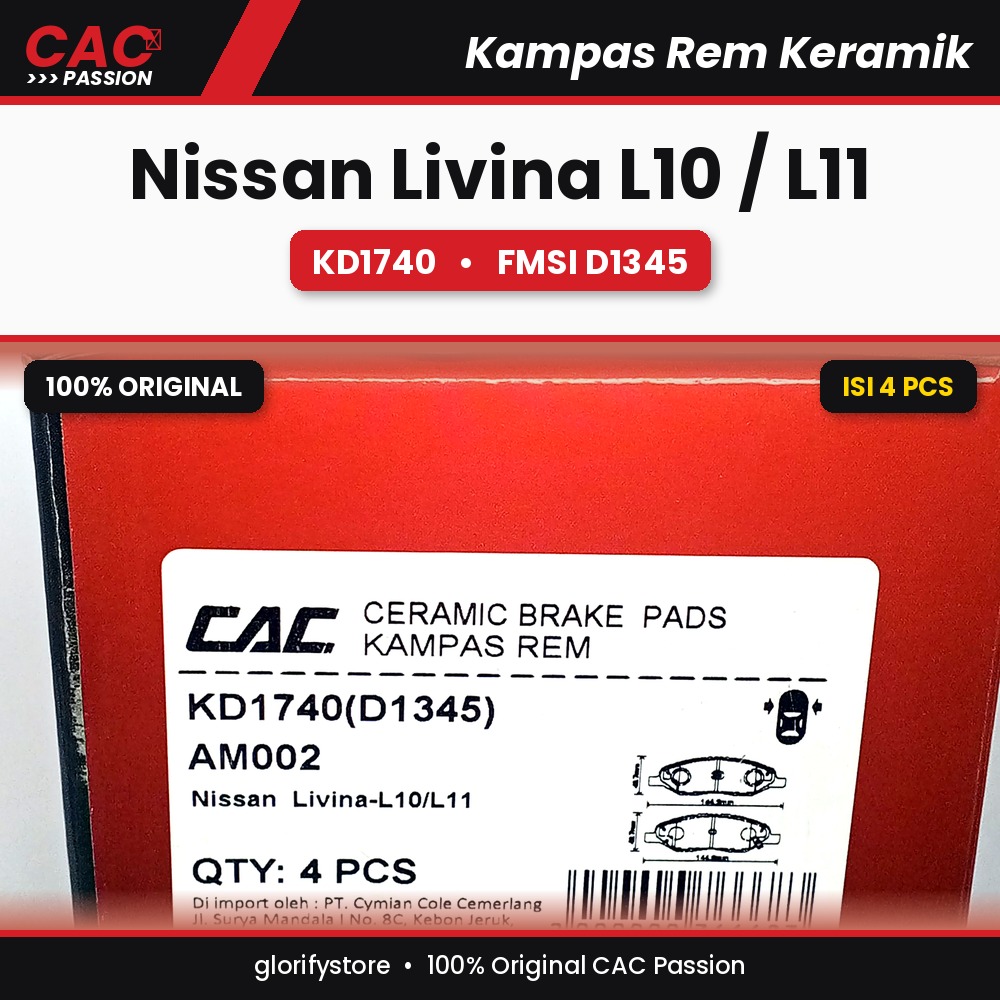 CAC
››› PASSION
Kampas Rem Keramik
Nissan Livina L10 / L11
KD1740 • FMSI D1345
100% ORIGINAL
ISI 4 PCS
CAC
CERAMIC BRAKE PADS
KAMPAS REM
KD1740(D1345)
AM002
Nissan Livina-L10/L11
QTY: 4 PCS
Di import oleh : PT. Cymian Cole Cemerlang
Jl. Surya Mandala I No. 8C, Kebon Jeruk,
glorifystore • 100% Original CAC Passion